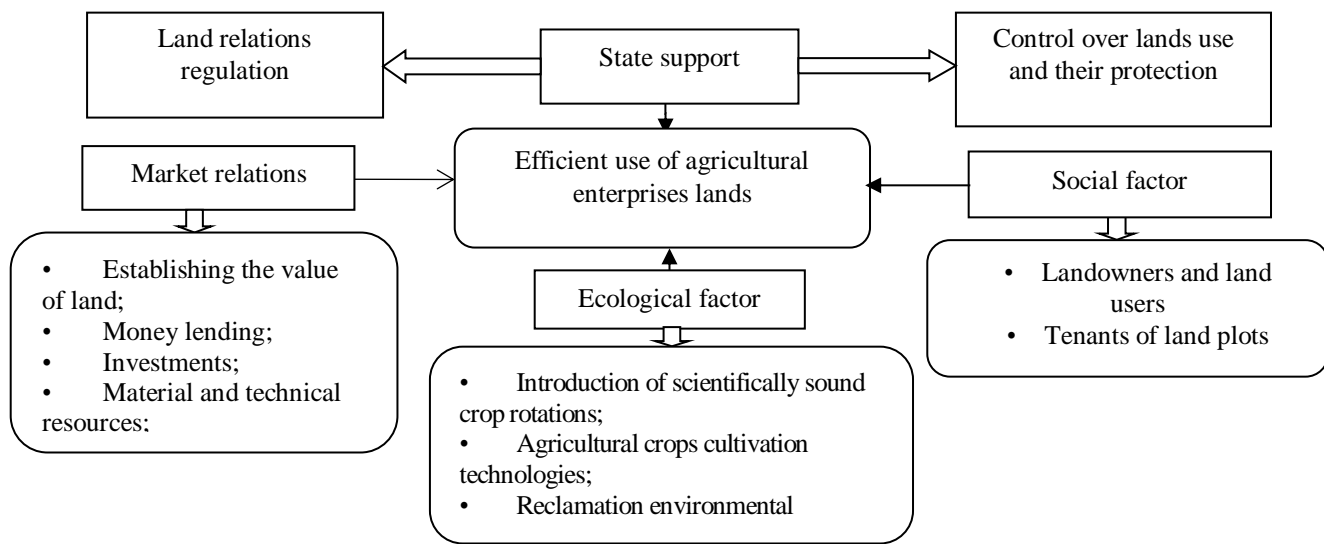 Land relations
regulation
State support
Control over lands use
and their protection
Market relations
Efficient use of agricultural
enterprises lands
Social factor
• Establishing the value
of land;
• Money lending;
• Investments;
• Material and technical
resources;
Ecological factor
• Landowners and land
users
• Tenants of land plots
• Introduction of scientifically sound
crop rotations;
• Agricultural crops cultivation
technologies;
• Reclamation environmental